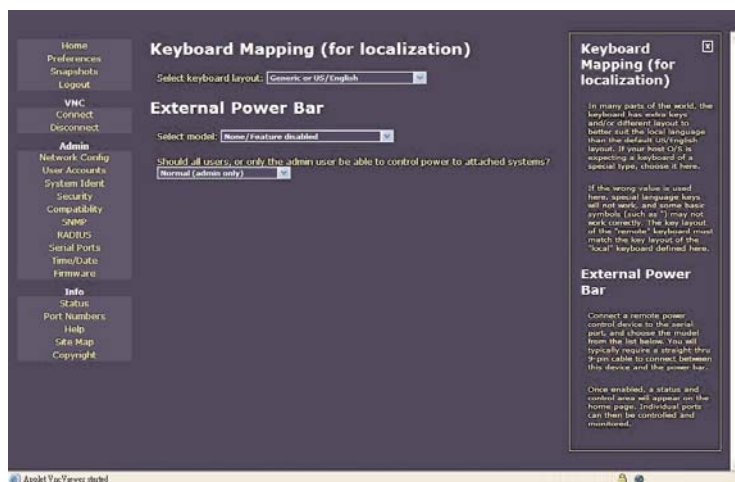 Home
Preferences
Snapshots
Logout
VNC
Connect
Disconnect
Admin
Network Config
User Accounts
System Ident
Security
Compatiblity
SNMP
RADIUS
Serial Ports
Time/Date
Firmware
Info
Status
Port Numbers
Help
Site Map
Copyright
Keyboard Mapping (for localization)
Select keyboard layout: Generic or US/English
External Power Bar
Select model: None/Feature disabled
Should all users, or only the admin user be able to control power to attached systems?
Normal (admin only)
Keyboard
Mapping (for
localization)
In many parts of the world, the
keyboard has extra keys
and/or different layout to
better suit the local language
than the default US/English
layout. If your host O/S is
expecting a keyboard of a
special type, choose it here.
If the wrong value is used
here, special language keys
will not work, and some basic
symbols (such as ") may not
work correctly. The key layout
of the "remote" keyboard must
match the key layout of the
"local" keyboard defined here.
External Power
Bar
Connect a remote power
control device to the serial
port, and choose the model
from the list below. You will
typically require a straight thru
9-pin cable to connect between
this device and the power bar.
Once enabled, a status and
control area will appear on the
home page. Individual ports
can then be controlled and
monitored.
Applet VncViewer started